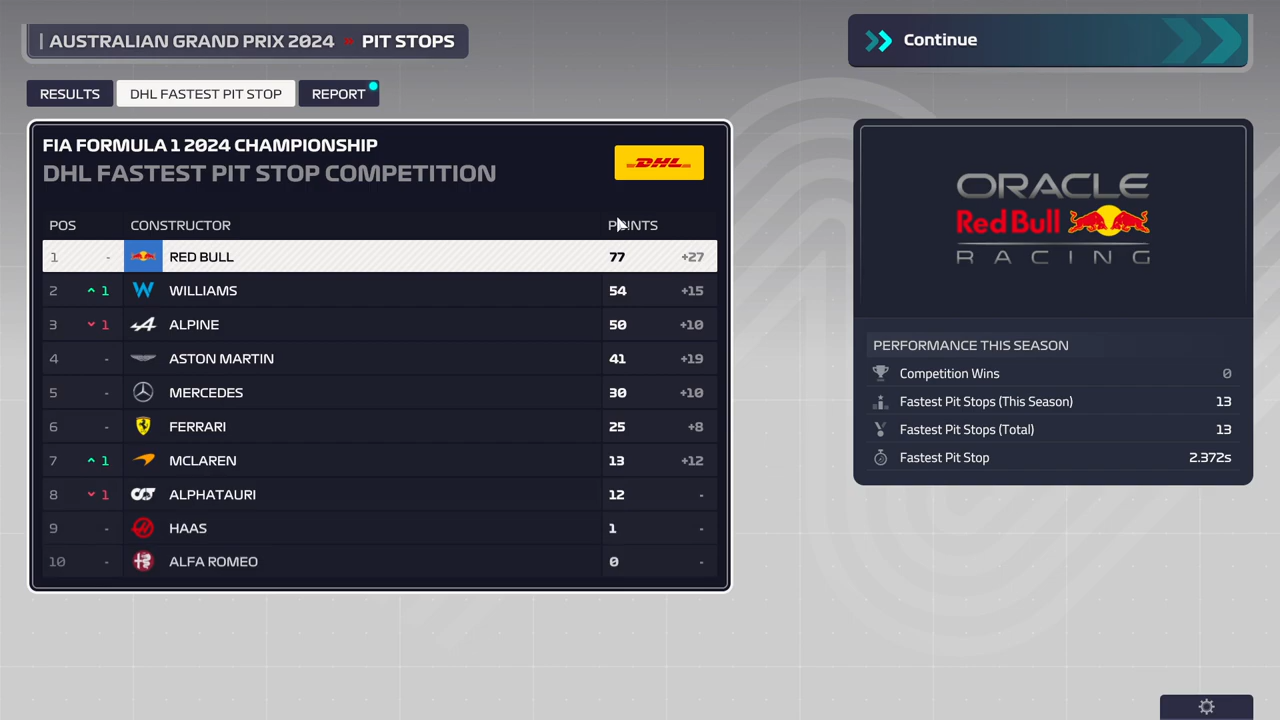 | AUSTRALIAN GRAND PRIX 2024 PIT STOPS
Continue
RESULTS
DHL FASTEST PIT STOP
REPORT
FIA FORMULA 1 2024 CHAMPIONSHIP
DHL FASTEST PIT STOP COMPETITION
DHL
POS CONSTRUCTOR POINTS
1 - RED BULL 77 +27
2 1 WILLIAMS 54 +15
3 1 ALPINE 50 +10
4 - ASTON MARTIN 41 +19
5 - MERCEDES 30 +10
6 - FERRARI 25 +8
7 1 MCLAREN 13 +12
8 1 ALPHATAURI 12 -
9 - HAAS 1 -
10 - ALFA ROMEO 0 -
ORACLE
Red Bull
RACING
PERFORMANCE THIS SEASON
Competition Wins 0
Fastest Pit Stops (This Season) 13
Fastest Pit Stops (Total) 13
Fastest Pit Stop 2.372s